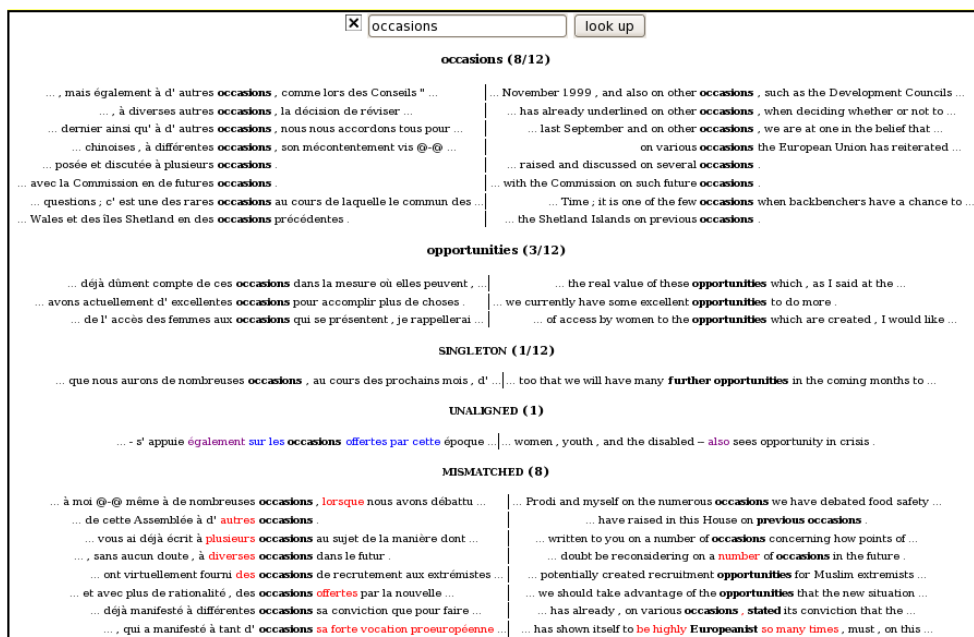 occasions look up
occasions (8/12)
... , mais également à d' autres occasions , comme lors des Conseils " ... ... November 1999 , and also on other occasions , such as the Development Councils ...
... , à diverses autres occasions , la décision de réviser ... ... has already underlined on other occasions , when deciding whether or not to ...
... dernier ainsi qu' à d' autres occasions , nous nous accordons tous pour ... ... last September and on other occasions , we are at one in the belief that ...
... chinoises , à différentes occasions , son mécontentement vis @-@ ... on various occasions the European Union has reiterated ...
... posée et discutée à plusieurs occasions . ... raised and discussed on several occasions .
... avec la Commission en de futures occasions . ... with the Commission on such future occasions .
... questions ; c' est une des rares occasions au cours de laquelle le commun des ... ... Time ; it is one of the few occasions when backbenchers have a chance to ...
... Wales et des îles Shetland en des occasions précédentes . ... the Shetland Islands on previous occasions .
opportunities (3/12)
... déjà dûment compte de ces occasions dans la mesure où elles peuvent , ... ... the real value of these opportunities which , as I said at the ...
... avons actuellement d' excellentes occasions pour accomplir plus de choses . ... we currently have some excellent opportunities to do more .
... de l' accès des femmes aux occasions qui se présentent , je rappellerai ... ... of access by women to the opportunities which are created , I would like ...
SINGLETON (1/12)
... que nous aurons de nombreuses occasions , au cours des prochains mois , d' ... ... too that we will have many further opportunities in the coming months to ...
UNALIGNED (1)
... - s' appuie également sur les occasions offertes par cette époque ... ... women , youth , and the disabled – also sees opportunity in crisis .
MISMATCHED (8)
... à moi @-@ même à de nombreuses occasions , lorsque nous avons débattu ... ... Prodi and myself on the numerous occasions we have debated food safety ...
... de cette Assemblée à d' autres occasions . ... have raised in this House on previous occasions .
... vous ai déjà écrit à plusieurs occasions au sujet de la manière dont ... ... written to you on a number of occasions concerning how points of ...
... , sans aucun doute , à diverses occasions dans le futur . ... doubt be reconsidering on a number of occasions in the future .
... ont virtuellement fourni des occasions de recrutement aux extrémistes ... ... potentially created recruitment opportunities for Muslim extremists ...
... et avec plus de rationalité , des occasions offertes par la nouvelle ... ... we should take advantage of the opportunities that the new situation ...
... déjà manifesté à différentes occasions sa conviction que pour faire ... ... has already , on various occasions , stated its conviction that the ...
... , qui a manifesté à tant d' occasions sa forte vocation proeuropéenne ... ... has shown itself to be highly Europeanist so many times , must , on this ...